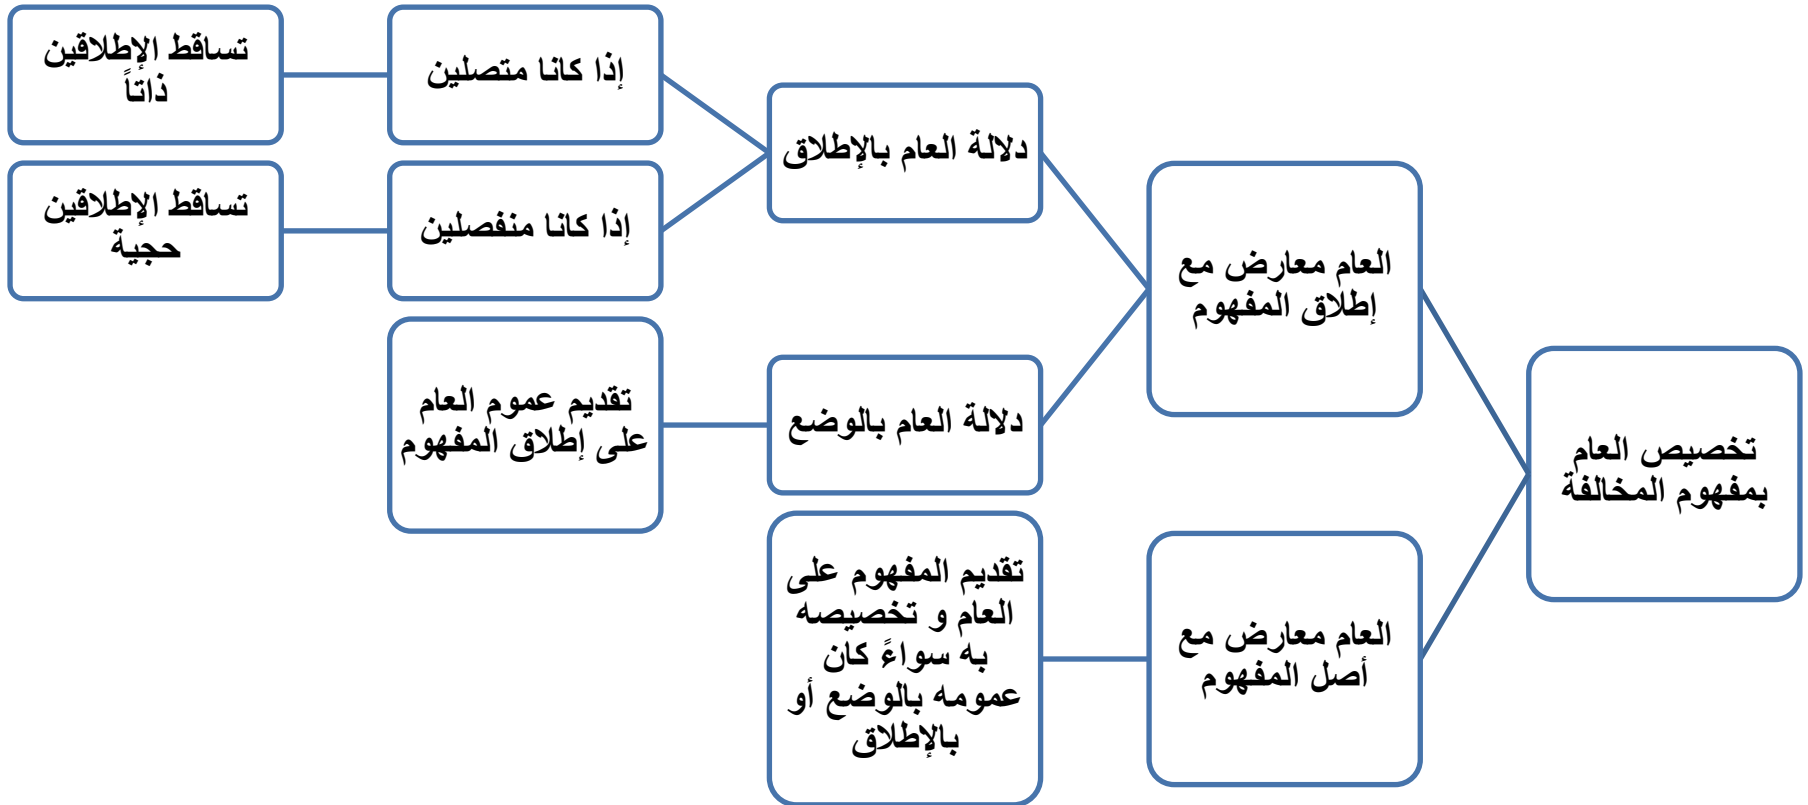 تخصيص العام
بمفهوم المخالفة
العام معارض مع
إطلاق المفهوم
دلالة العام بالإطلاق
إذا كانا متصلين
تساقط الإطلاقين
ذاتاً
إذا كانا منفصلين
تساقط الإطلاقين
حجية
دلالة العام بالوضع
تقديم عموم العام
على إطلاق المفهوم
العام معارض مع
أصل المفهوم
تقديم المفهوم على
العام و تخصيصه
به سواءً كان
عمومه بالوضع أو
بالإطلاق